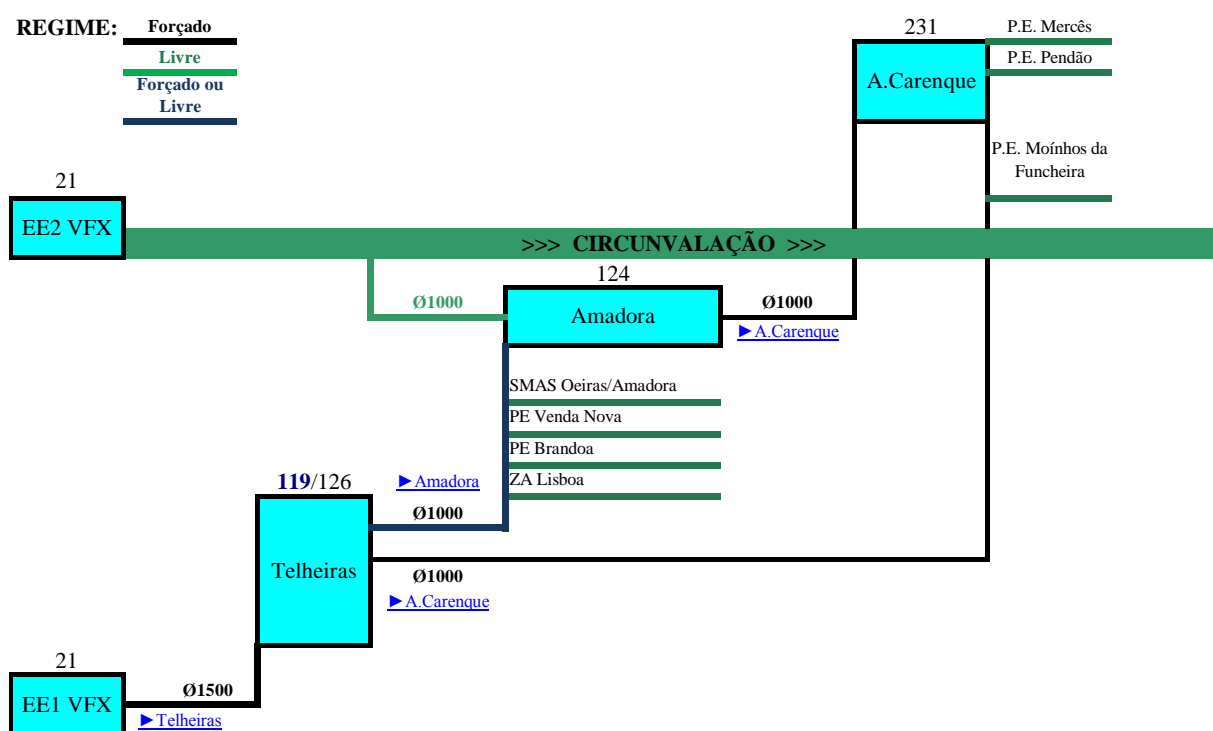 REGIME:
Forçado
Livre
Forçado ou
Livre
231
P.E. Mercês
P.E. Pendão
A.Carenque
P.E. Moínhos da
Funcheira
21
EE2 VFX
>>> CIRCUNVALAÇÃO >>>
124
Ø1000
Amadora
Ø1000
►A.Carenque
SMAS Oeiras/Amadora
PE Venda Nova
PE Brandoa
ZA Lisboa
119/126
►Amadora
Ø1000
Telheiras
Ø1000
►A.Carenque
21
EE1 VFX
Ø1500
►Telheiras